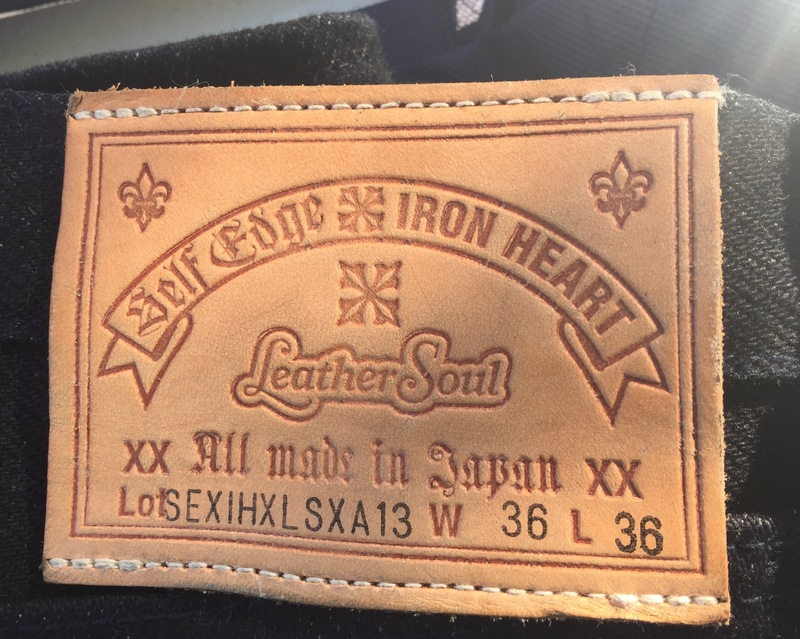 Self Edge IRON HEART
Leather Soul
XX All made in Japan XX
Lot SEXIHXLSXA13 W 36 L 36